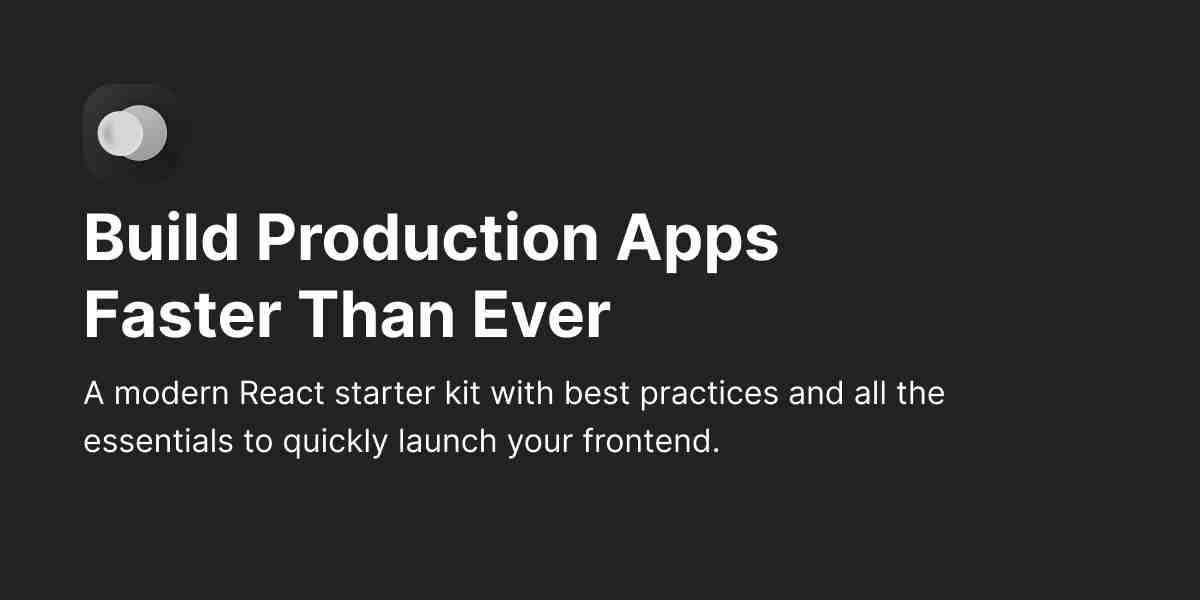 Build Production Apps
Faster Than Ever
A modern React starter kit with best practices and all the
essentials to quickly launch your frontend.